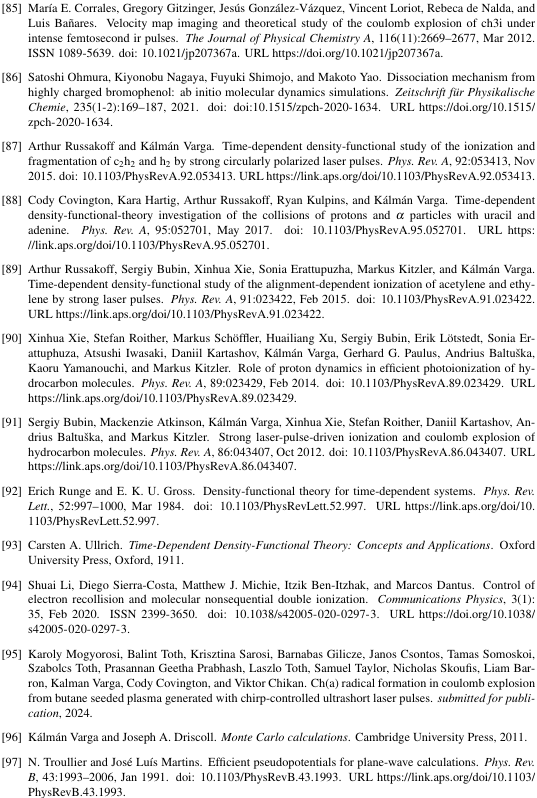 [85] María E. Corrales, Gregory Gitzinger, Jesús González-Vázquez, Vincent Loriot, Rebeca de Nalda, and
Luis Bañares. Velocity map imaging and theoretical study of the coulomb explosion of ch3i under
intense femtosecond ir pulses. The Journal of Physical Chemistry A, 116(11):2669–2677, Mar 2012.
ISSN 1089-5639. doi: 10.1021/jp207367a. URL https://doi.org/10.1021/jp207367a.
[86] Satoshi Ohmura, Kiyonobu Nagaya, Fuyuki Shimojo, and Makoto Yao. Dissociation mechanism from
highly charged bromophenol: ab initio molecular dynamics simulations. Zeitschrift für Physikalische
Chemie, 235(1-2):169–187, 2021. doi: doi:10.1515/zpch-2020-1634. URL https://doi.org/10.1515/
zpch-2020-1634.
[87] Arthur Russakoff and Kálmán Varga. Time-dependent density-functional study of the ionization and
fragmentation of c₂h₂ and h₂ by strong circularly polarized laser pulses. Phys. Rev. A, 92:053413, Nov
2015. doi: 10.1103/PhysRevA.92.053413. URL https://link.aps.org/doi/10.1103/PhysRevA.92.053413.
[88] Cody Covington, Kara Hartig, Arthur Russakoff, Ryan Kulpins, and Kálmán Varga. Time-dependent
density-functional-theory investigation of the collisions of protons and α particles with uracil and
adenine. Phys. Rev. A, 95:052701, May 2017. doi: 10.1103/PhysRevA.95.052701. URL https:
//link.aps.org/doi/10.1103/PhysRevA.95.052701.
[89] Arthur Russakoff, Sergiy Bubin, Xinhua Xie, Sonia Erattupuzha, Markus Kitzler, and Kálmán Varga.
Time-dependent density-functional study of the alignment-dependent ionization of acetylene and ethy-
lene by strong laser pulses. Phys. Rev. A, 91:023422, Feb 2015. doi: 10.1103/PhysRevA.91.023422.
URL https://link.aps.org/doi/10.1103/PhysRevA.91.023422.
[90] Xinhua Xie, Stefan Roither, Markus Schöffler, Huailiang Xu, Sergiy Bubin, Erik Lötstedt, Sonia Er-
attuphuza, Atsushi Iwasaki, Daniil Kartashov, Kálmán Varga, Gerhard G. Paulus, Andrius Baltuška,
Kaoru Yamanouchi, and Markus Kitzler. Role of proton dynamics in efficient photoionization of hy-
drocarbon molecules. Phys. Rev. A, 89:023429, Feb 2014. doi: 10.1103/PhysRevA.89.023429. URL
https://link.aps.org/doi/10.1103/PhysRevA.89.023429.
[91] Sergiy Bubin, Mackenzie Atkinson, Kálmán Varga, Xinhua Xie, Stefan Roither, Daniil Kartashov, An-
drius Baltuška, and Markus Kitzler. Strong laser-pulse-driven ionization and coulomb explosion of
hydrocarbon molecules. Phys. Rev. A, 86:043407, Oct 2012. doi: 10.1103/PhysRevA.86.043407. URL
https://link.aps.org/doi/10.1103/PhysRevA.86.043407.
[92] Erich Runge and E. K. U. Gross. Density-functional theory for time-dependent systems. Phys. Rev.
Lett., 52:997–1000, Mar 1984. doi: 10.1103/PhysRevLett.52.997. URL https://link.aps.org/doi/10.
1103/PhysRevLett.52.997.
[93] Carsten A. Ullrich. Time-Dependent Density-Functional Theory: Concepts and Applications. Oxford
University Press, Oxford, 1911.
[94] Shuai Li, Diego Sierra-Costa, Matthew J. Michie, Itzik Ben-Itzhak, and Marcos Dantus. Control of
electron recollision and molecular nonsequential double ionization. Communications Physics, 3(1):
35, Feb 2020. ISSN 2399-3650. doi: 10.1038/s42005-020-0297-3. URL https://doi.org/10.1038/
s42005-020-0297-3.
[95] Karoly Mogyorosi, Balint Toth, Krisztina Sarosi, Barnabas Gilicze, Janos Csontos, Tamas Somoskoi,
Szabolcs Toth, Prasannan Geetha Prabhash, Laszlo Toth, Samuel Taylor, Nicholas Skoufis, Liam Bar-
ron, Kalman Varga, Cody Covington, and Viktor Chikan. Ch(a) radical formation in coulomb explosion
from butane seeded plasma generated with chirp-controlled ultrashort laser pulses. submitted for publi-
cation, 2024.
[96] Kálmán Varga and Joseph A. Driscoll. Monte Carlo calculations. Cambridge University Press, 2011.
[97] N. Troullier and José Luís Martins. Efficient pseudopotentials for plane-wave calculations. Phys. Rev.
B, 43:1993–2006, Jan 1991. doi: 10.1103/PhysRevB.43.1993. URL https://link.aps.org/doi/10.1103/
PhysRevB.43.1993.